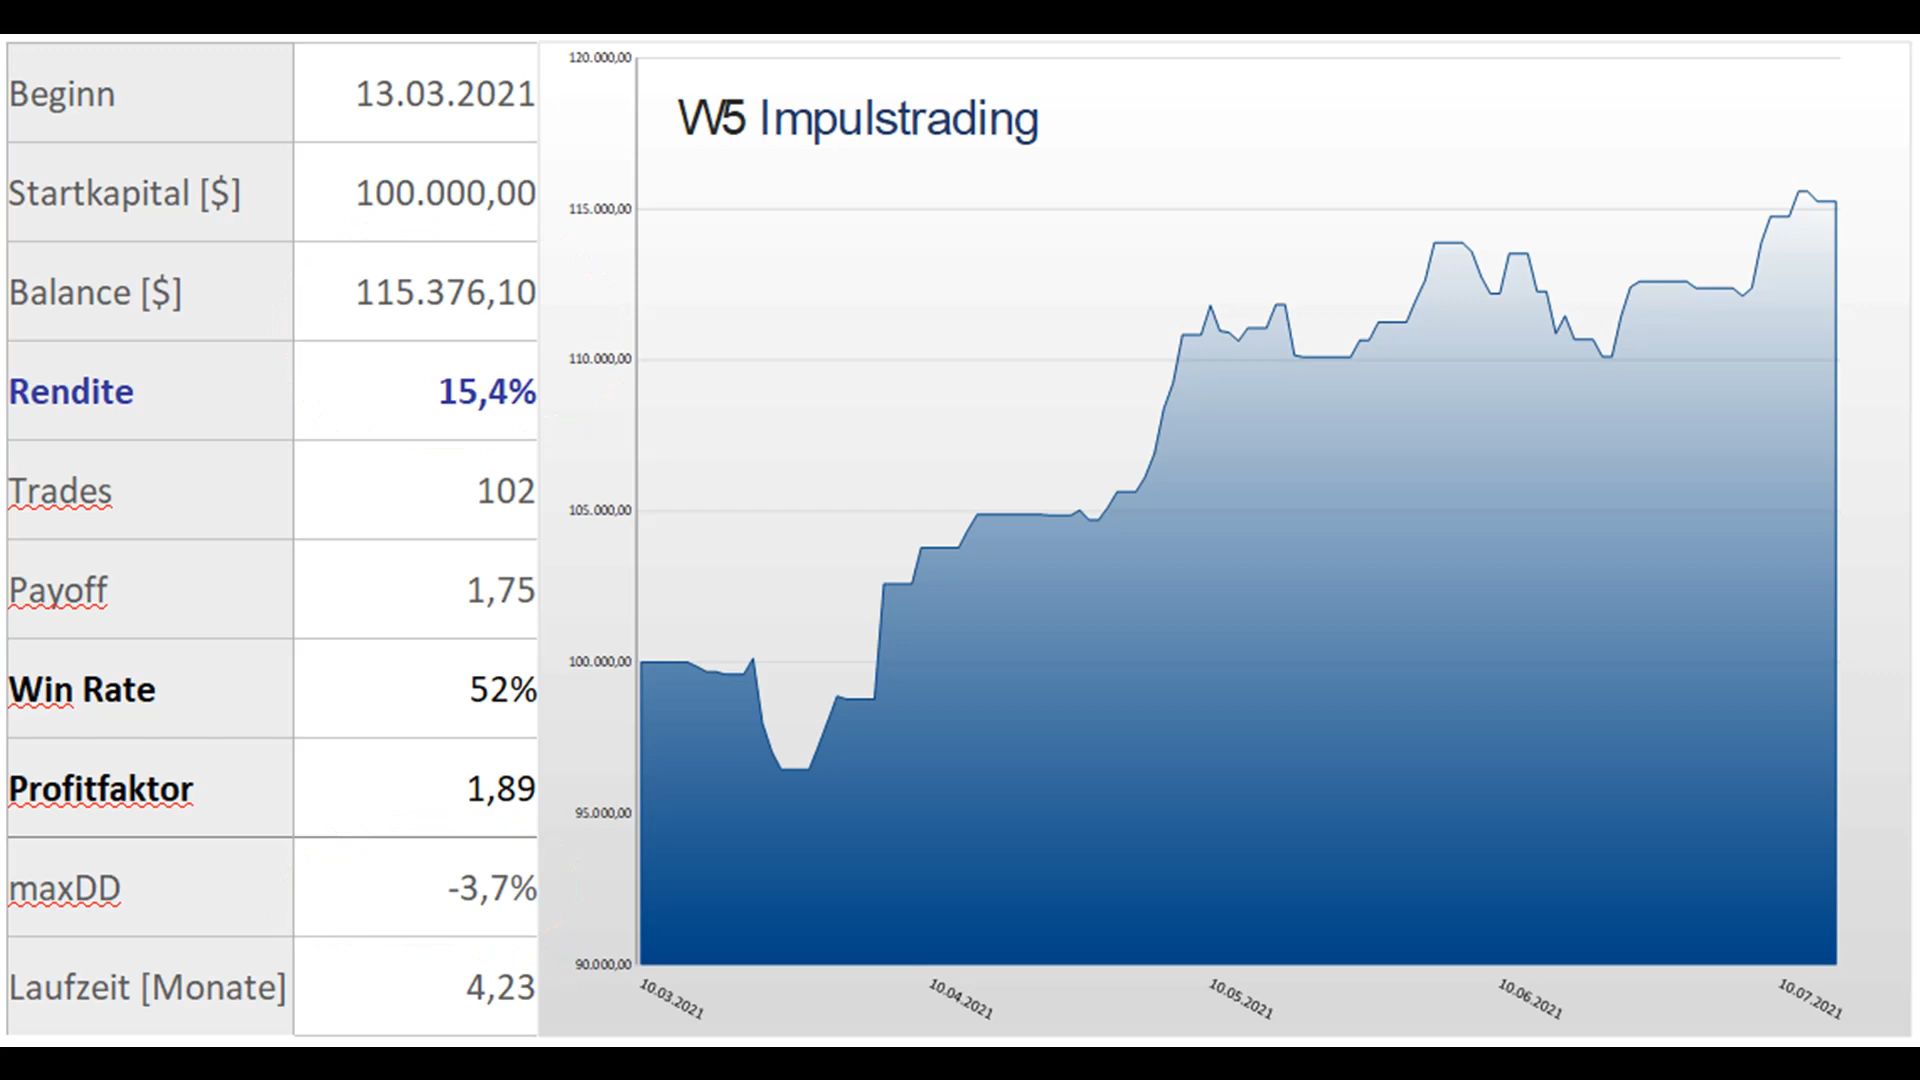 Beginn 13.03.2021
Startkapital [$] 100.000,00
Balance [$] 115.376,10
Rendite 15,4%
Trades 102
Payoff 1,75
Win Rate 52%
Profitfaktor 1,89
maxDD -3,7%
Laufzeit [Monate] 4,23
W5 Impulstrading
120.000,00
115.000,00
110.000,00
105.000,00
100.000,00
95.000,00
90.000,00
10.03.2021 10.04.2021 10.05.2021 10.06.2021 10.07.2021